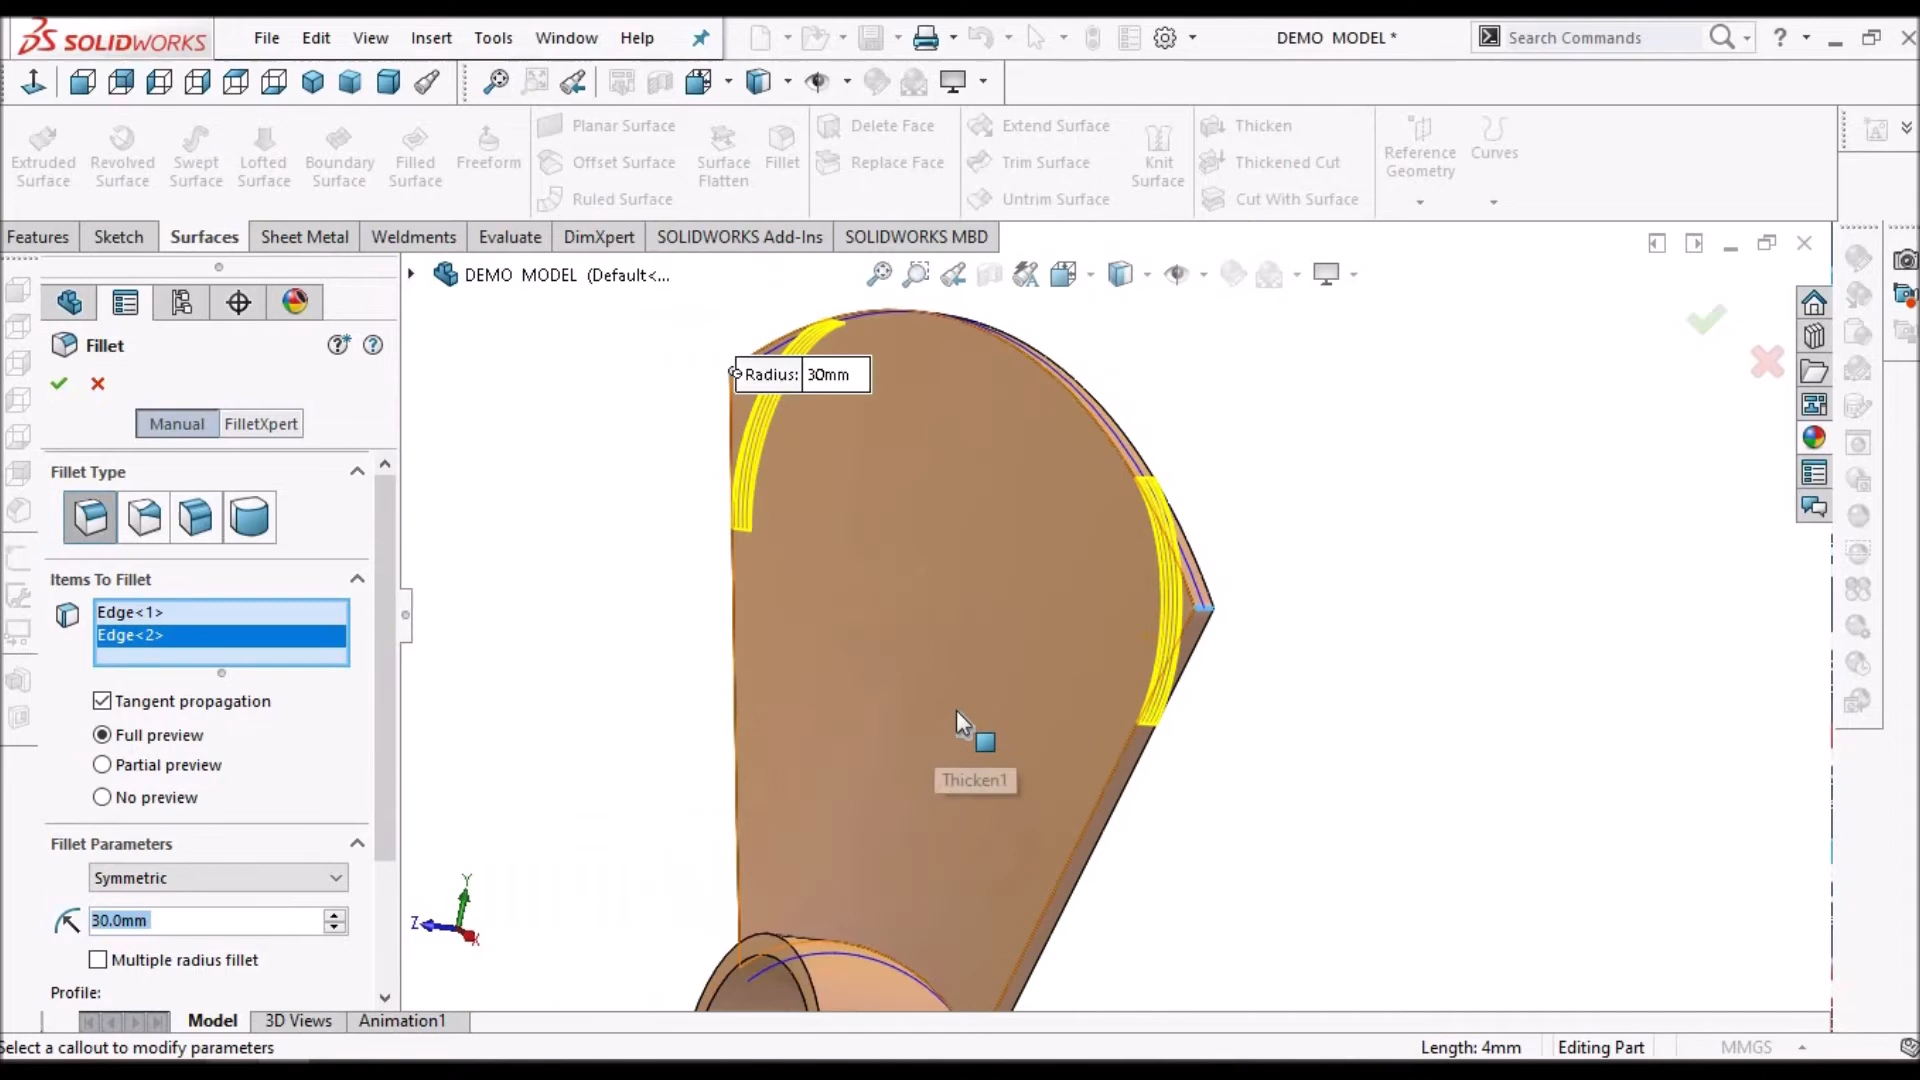 SOLIDWORKS
File Edit View Insert Tools Window Help
DEMO MODEL *
Search Commands
?
Extruded Surface
Revolved Surface
Swept Surface
Lofted Surface
Boundary Surface
Filled Surface
Freeform
Planar Surface
Offset Surface
Ruled Surface
Surface Flatten
Fillet
Delete Face
Replace Face
Extend Surface
Trim Surface
Untrim Surface
Knit Surface
Thicken
Thickened Cut
Cut With Surface
Reference Geometry
Curves
Features Sketch Surfaces Sheet Metal Weldments Evaluate DimXpert SOLIDWORKS Add-Ins SOLIDWORKS MBD
DEMO MODEL (Default<...
Fillet
Manual FilletXpert
Fillet Type
Items To Fillet
Edge<1>
Edge<2>
Tangent propagation
Full preview
Partial preview
No preview
Fillet Parameters
Symmetric
30.0mm
Multiple radius fillet
Profile:
Radius: 30mm
Thicken1
Y
Z
X
Model 3D Views Animation1
Select a callout to modify parameters
Length: 4mm Editing Part MMGS